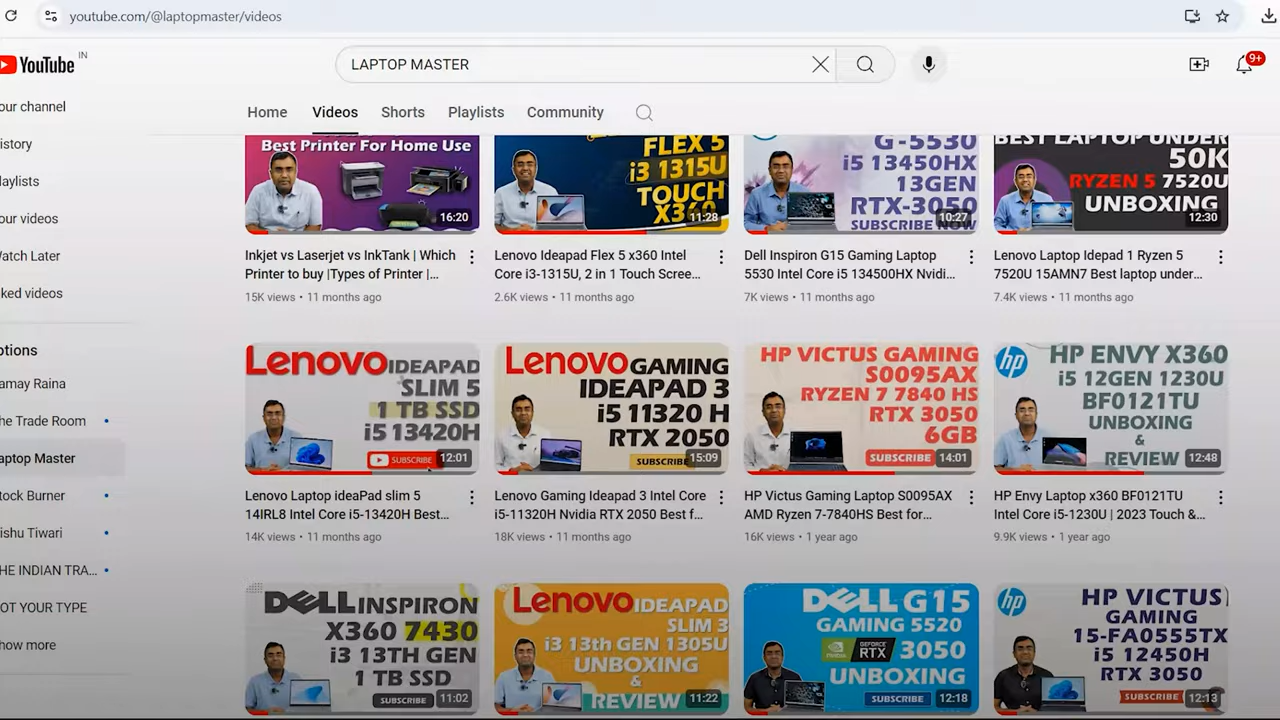 youtube.com/@laptopmaster/videos
YouTube IN
LAPTOP MASTER
9+
Home
Videos
Shorts
Playlists
Community
our channel
istory
laylists
our videos
Vatch Later
ked videos
otions
amay Raina
he Trade Room
aptop Master
tock Burner
ishu Tiwari
HE INDIAN TRA...
OT YOUR TYPE
how more
Best Printer For Home Use
16:20
Inkjet vs Laserjet vs InkTank | Which
Printer to buy |Types of Printer |...
15K views • 11 months ago
FLEX 5
i3 1315U
TOUCH
X360
11:28
Lenovo Ideapad Flex 5 x360 Intel
Core i3-1315U, 2 in 1 Touch Scree...
2.6K views • 11 months ago
G-5530
i5 13450HX
13GEN
RTX-3050
SUBSCRIBE NOW
10:27
Dell Inspiron G15 Gaming Laptop
5530 Intel Core i5 134500HX Nvidi...
7K views • 11 months ago
BEST LAPTOP UNDER
50K
RYZEN 5 7520U
UNBOXING
12:30
Lenovo Laptop Idepad 1 Ryzen 5
7520U 15AMN7 Best laptop under...
7.4K views • 11 months ago
Lenovo IDEAPAD
SLIM 5
1 TB SSD
i5 13420H
SUBSCRIBE
12:01
Lenovo Laptop ideaPad slim 5
14IRL8 Intel Core i5-13420H Best...
14K views • 11 months ago
Lenovo GAMING
IDEAPAD 3
i5 11320 H
RTX 2050
SUBSCRIBE
15:09
Lenovo Gaming Ideapad 3 Intel Core
i5-11320H Nvidia RTX 2050 Best f...
18K views • 11 months ago
HP VICTUS GAMING
S0095AX
RYZEN 7 7840 HS
RTX 3050
6GB
SUBSCRIBE
14:01
HP Victus Gaming Laptop S0095AX
AMD Ryzen 7-7840HS Best for...
16K views • 1 year ago
hp
HP ENVY X360
i5 12GEN 1230U
BF0121TU
UNBOXING
&
REVIEW
12:48
HP Envy Laptop x360 BF0121TU
Intel Core i5-1230U | 2023 Touch &...
9.9K views • 1 year ago
DELL INSPIRON
X360 7430
i3 13TH GEN
1 TB SSD
SUBSCRIBE
11:02
Lenovo IDEAPAD
SLIM 3
i3 13th GEN 1305U
UNBOXING
&
REVIEW
11:22
DELL G15
GAMING 5520
NVIDIA GEFORCE RTX 3050
UNBOXING
SUBSCRIBE
12:18
hp
HP VICTUS
GAMING
15-FA0555TX
i5 12450H
RTX 3050
SUBSCRIBE
12:13